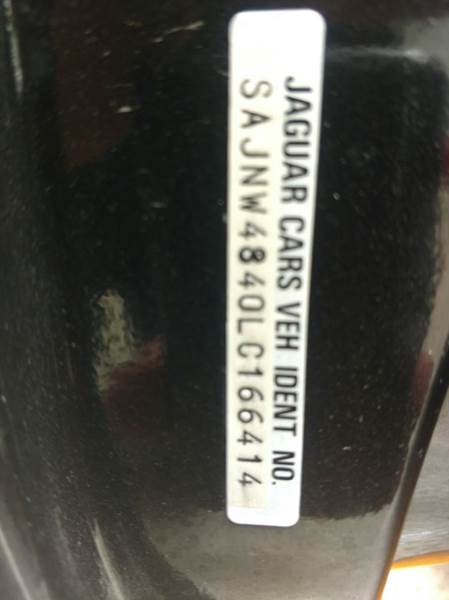 JAGUAR CARS VEH IDENT NO.
SAJNW4840LC166414